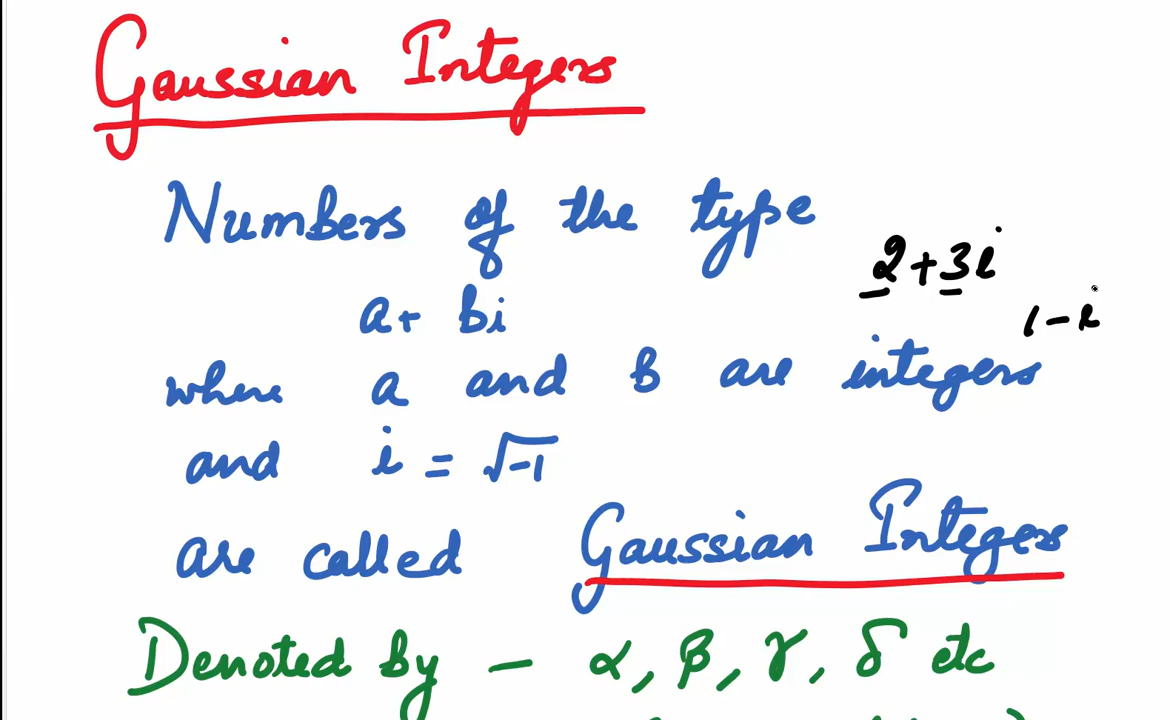 Gaussian Integers
Numbers of the type
2+3i
a+ bi
1-i
where a and b are integers
and i = √-1
are called Gaussian Integers
Denoted by - α, β, γ, δ etc